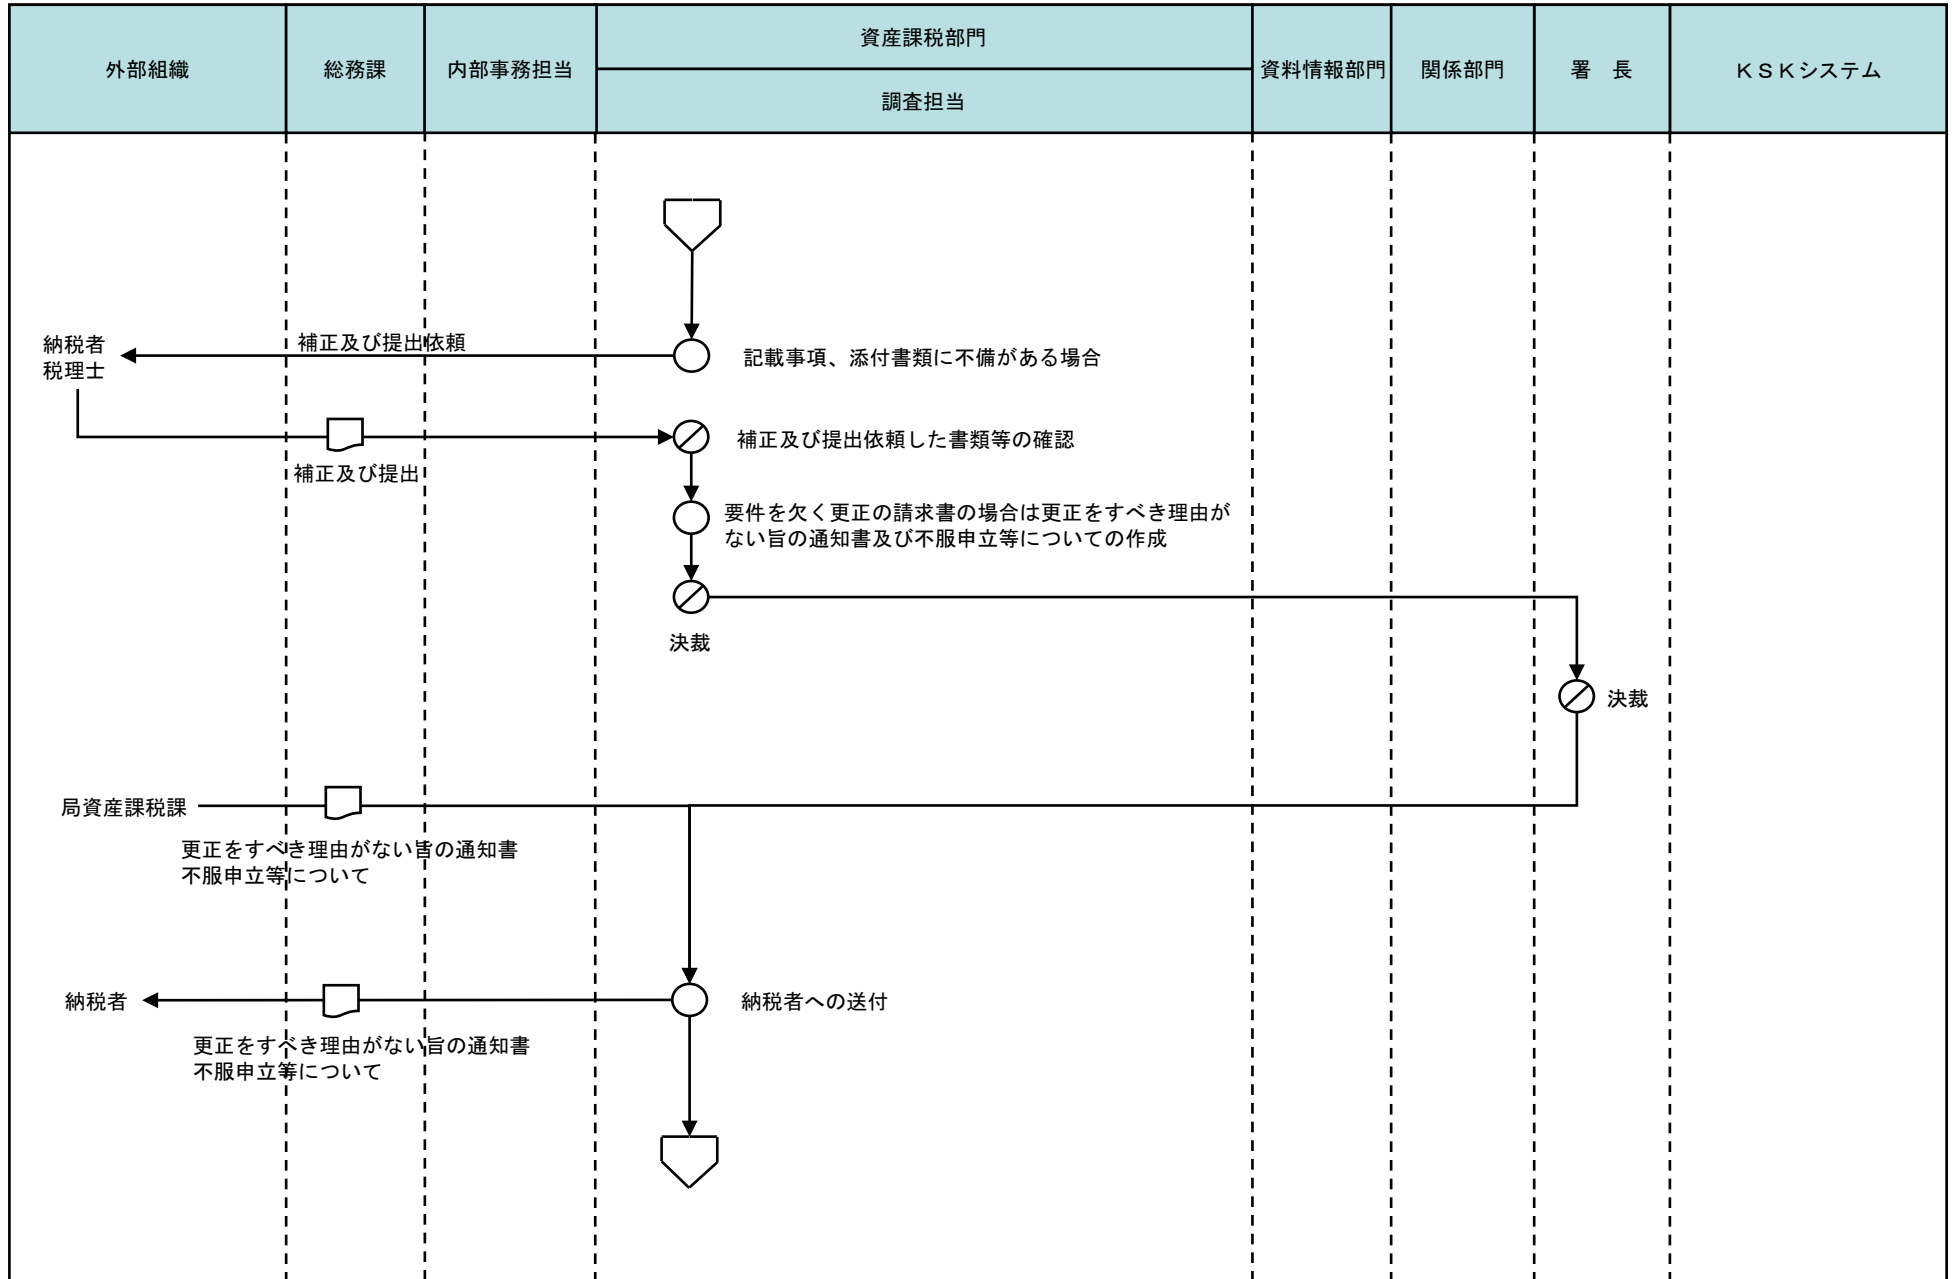 外部組織
総務課
内部事務担当
資産課税部門
調査担当
資料情報部門
関係部門
署　長
ＫＳＫシステム
補正及び提出依頼
納税者
税理士
記載事項、添付書類に不備がある場合
補正及び提出依頼した書類等の確認
補正及び提出
要件を欠く更正の請求書の場合は更正をすべき理由が
ない旨の通知書及び不服申立等についての作成
決裁
決裁
局資産課税課
更正をすべき理由がない旨の通知書
不服申立等について
納税者
納税者への送付
更正をすべき理由がない旨の通知書
不服申立等について